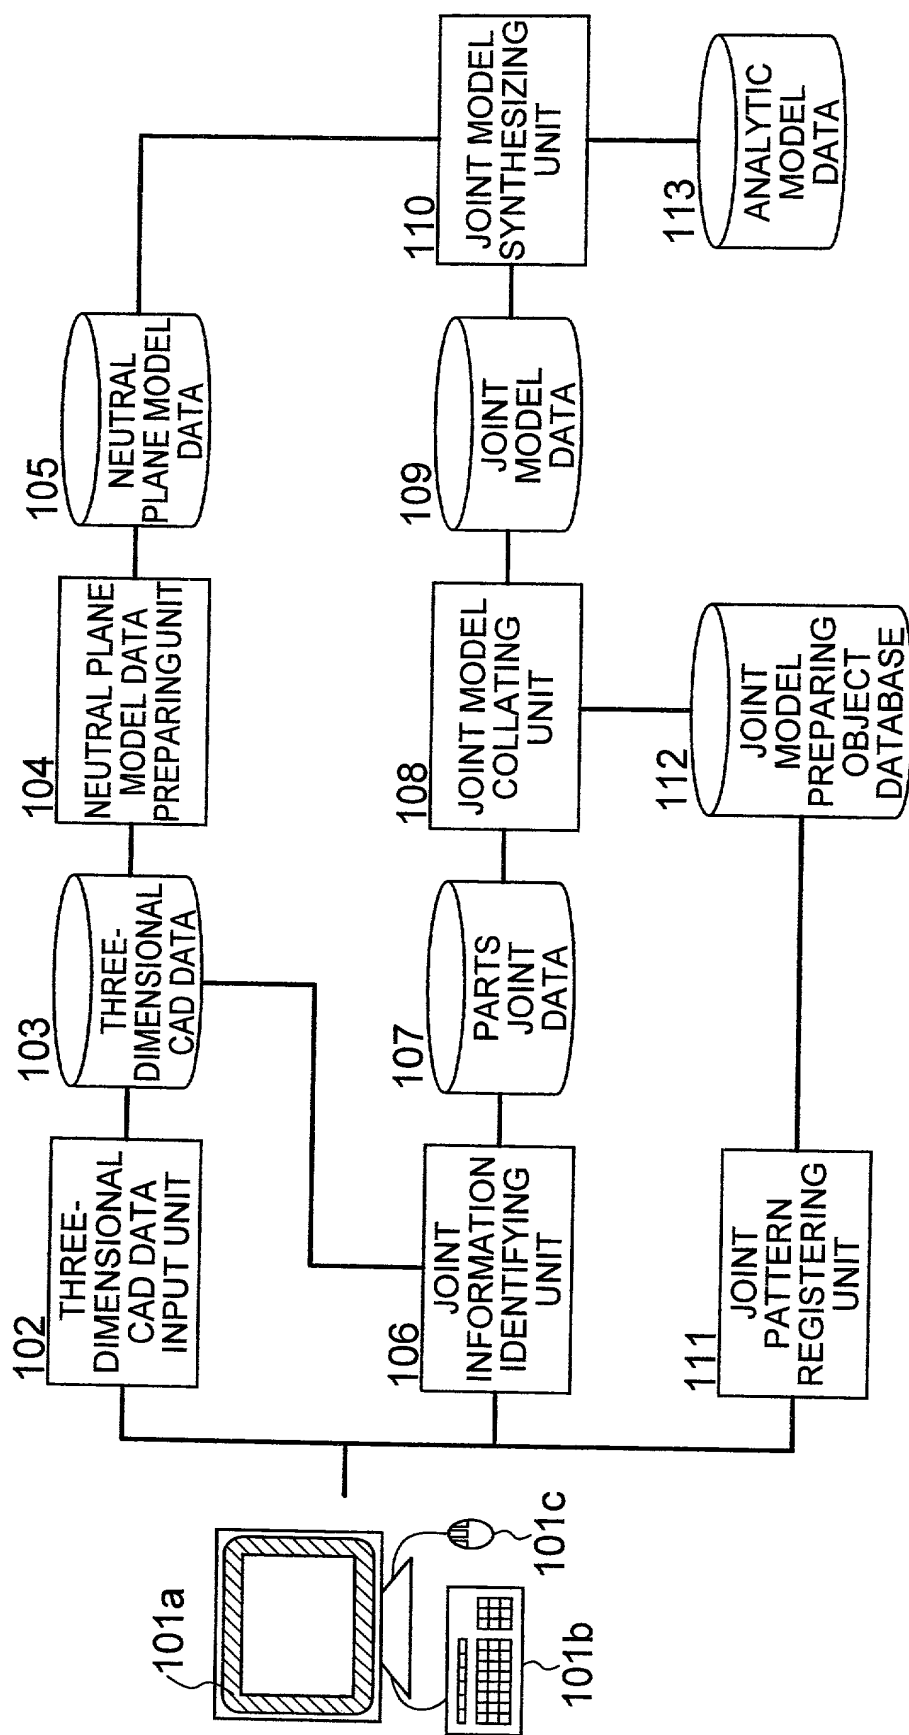 101a
101b
101c
102
THREE-
DIMENSIONAL
CAD DATA
INPUT UNIT
103
THREE-
DIMENSIONAL
CAD DATA
104
NEUTRAL PLANE
MODEL DATA
PREPARINGUNIT
105
NEUTRAL
PLANE MODEL
DATA
106
JOINT
INFORMATION
IDENTIFYING
UNIT
107
PARTS
JOINT
DATA
108
JOINT MODEL
COLLATING
UNIT
109
JOINT
MODEL
DATA
110
JOINT MODEL
SYNTHESIZING
UNIT
111
JOINT
PATTERN
REGISTERING
UNIT
112
JOINT
MODEL
PREPARING
OBJECT
DATABASE
113
ANALYTIC
MODEL
DATA